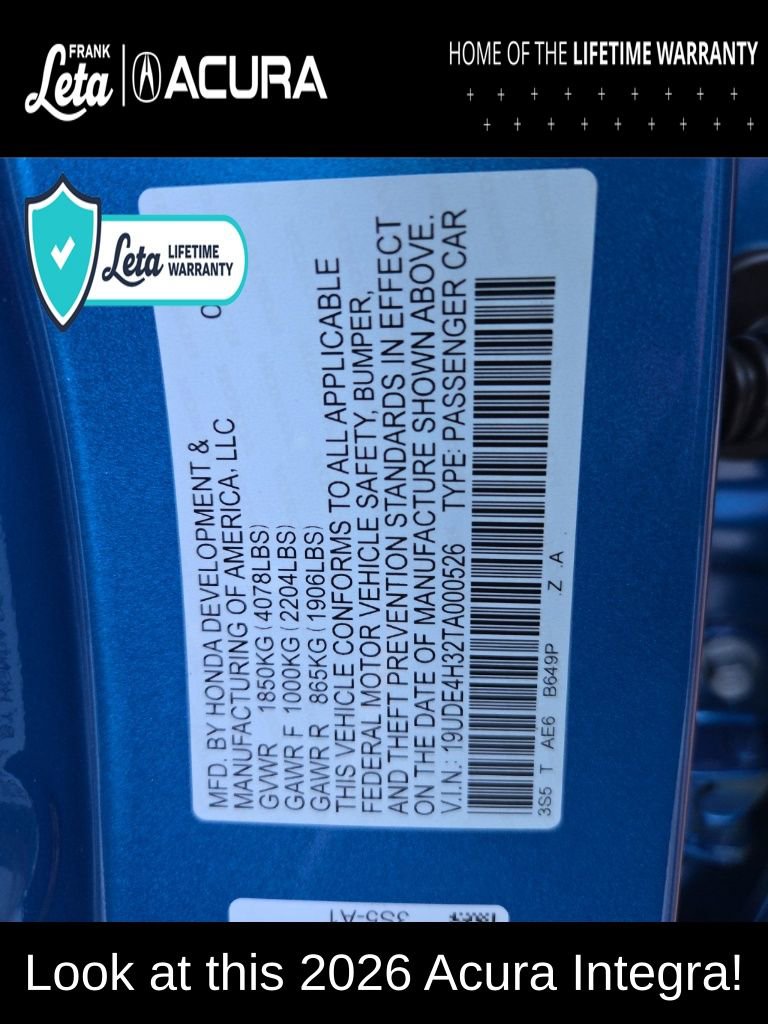 FRANK
Leta
ACURA
HOME OF THE LIFETIME WARRANTY
Leta LIFETIME
WARRANTY
MFD. BY HONDA DEVELOPMENT &
MANUFACTURING OF AMERICA, LLC
GVWR 1850KG (4078LBS)
GAWR F 1000KG (2204LBS)
GAWR R 865KG (1906LBS)
THIS VEHICLE CONFORMS TO ALL APPLICABLE
FEDERAL MOTOR VEHICLE SAFETY, BUMPER,
AND THEFT PREVENTION STANDARDS IN EFFECT
ON THE DATE OF MANUFACTURE SHOWN ABOVE.
V.I.N.: 19UDE4H32TA000526 TYPE: PASSENGER CAR
3S5 T AE6 B649P Z .A
3S5-A1
Look at this 2026 Acura Integra!